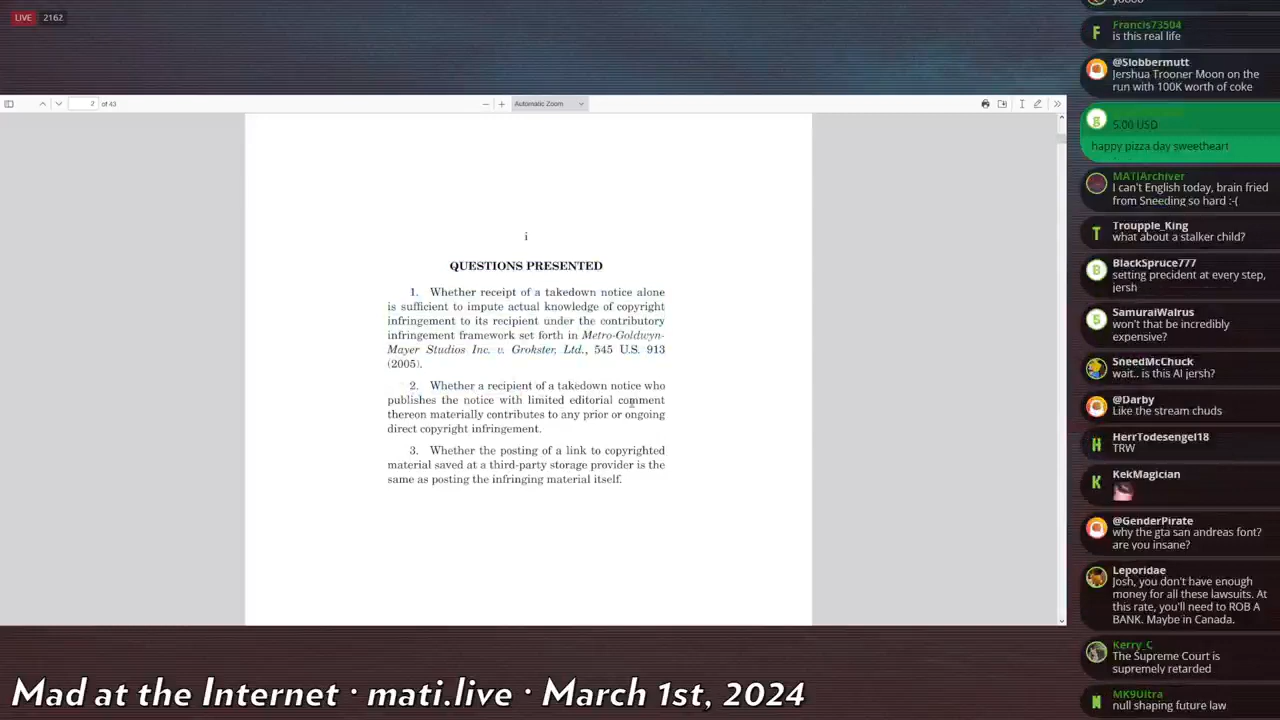 LIVE 2162
2 of 43
Automatic Zoom
i
QUESTIONS PRESENTED
1. Whether receipt of a takedown notice alone
is sufficient to impute actual knowledge of copyright
infringement to its recipient under the contributory
infringement framework set forth in Metro-Goldwyn-
Mayer Studios Inc. v. Grokster, Ltd., 545 U.S. 913
(2005).
2. Whether a recipient of a takedown notice who
publishes the notice with limited editorial comment
thereon materially contributes to any prior or ongoing
direct copyright infringement.
3. Whether the posting of a link to copyrighted
material saved at a third-party storage provider is the
same as posting the infringing material itself.
F
Francis73504
is this real life
@Slobbermutt
Jershua Trooner Moon on the
run with 100K worth of coke
g
5.00 USD
happy pizza day sweetheart
MATIArchiver
I can't English today, brain fried
from Sneeding so hard :-(
T
Troupple_King
what about a stalker child?
B
BlackSpruce777
setting precident at every step,
jersh
S
SamuraiWalrus
won't that be incredibly
expensive?
SneedMcChuck
wait.. is this AI jersh?
@Darby
Like the stream chuds
H
HerrTodesengel18
TRW
K
KekMagician
@GenderPirate
why the gta san andreas font?
are you insane?
Leporidae
Josh, you don't have enough
money for all these lawsuits. At
this rate, you'll need to ROB A
BANK. Maybe in Canada.
Kerry_C
The Supreme Court is
supremely retarded
MK9Ultra
null shaping future law
Mad at the Internet · mati.live · March 1st, 2024